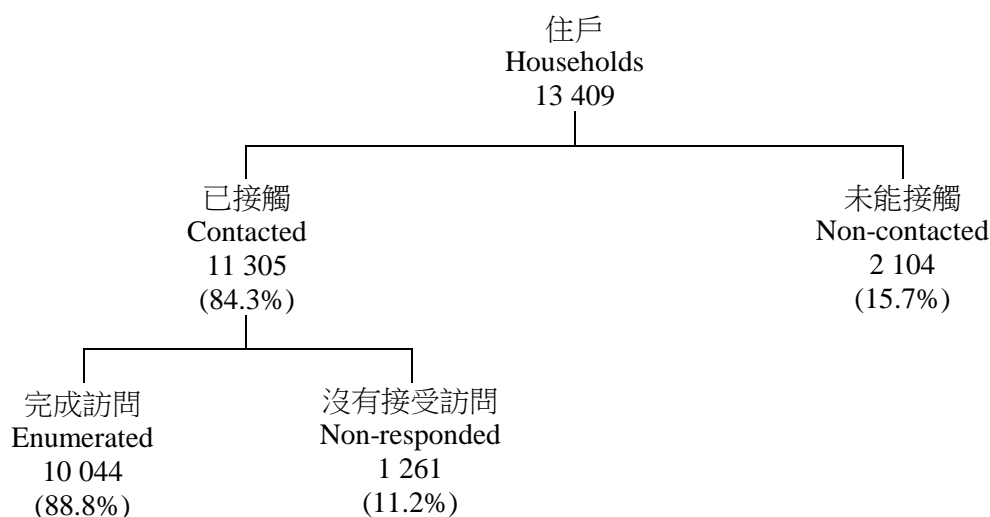 住戶
Households
13 409
已接觸
Contacted
11 305
(84.3%)
未能接觸
Non-contacted
2 104
(15.7%)
完成訪問
Enumerated
10 044
(88.8%)
沒有接受訪問
Non-responded
1 261
(11.2%)